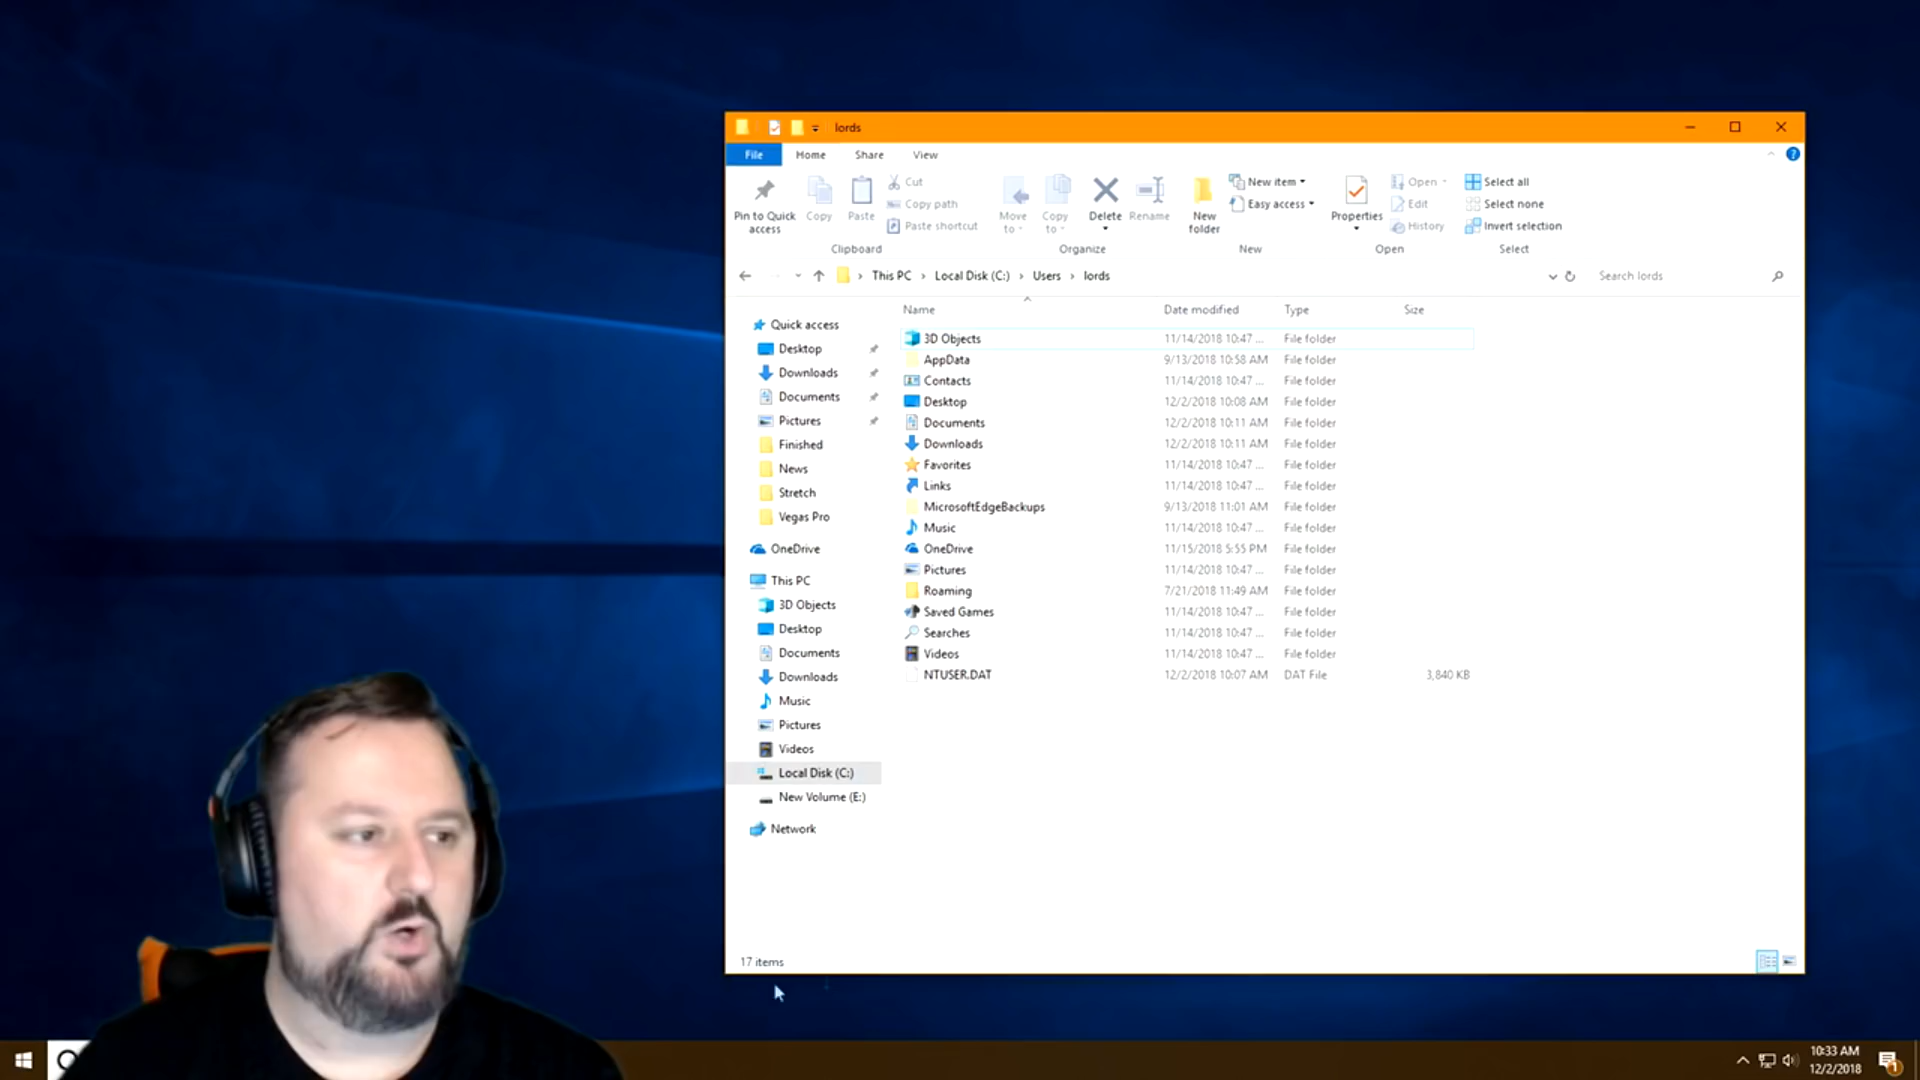 lords
File Home Share View
Pin to Quick access
Copy
Paste
Cut
Copy path
Paste shortcut
Clipboard
Move to
Copy to
Delete
Rename
Organize
New folder
New item
Easy access
New
Properties
Open
Edit
History
Open
Select all
Select none
Invert selection
Select
This PC › Local Disk (C:) › Users › lords
Search lords
Name Date modified Type Size
Quick access
Desktop
Downloads
Documents
Pictures
Finished
News
Stretch
Vegas Pro
OneDrive
This PC
3D Objects
Desktop
Documents
Downloads
Music
Pictures
Videos
Local Disk (C:)
New Volume (E:)
Network
3D Objects 11/14/2018 10:47 ... File folder
AppData 9/13/2018 10:58 AM File folder
Contacts 11/14/2018 10:47 ... File folder
Desktop 12/2/2018 10:08 AM File folder
Documents 12/2/2018 10:11 AM File folder
Downloads 12/2/2018 10:11 AM File folder
Favorites 11/14/2018 10:47 ... File folder
Links 11/14/2018 10:47 ... File folder
MicrosoftEdgeBackups 9/13/2018 11:01 AM File folder
Music 11/14/2018 10:47 ... File folder
OneDrive 11/15/2018 5:55 PM File folder
Pictures 11/14/2018 10:47 ... File folder
Roaming 7/21/2018 11:49 AM File folder
Saved Games 11/14/2018 10:47 ... File folder
Searches 11/14/2018 10:47 ... File folder
Videos 11/14/2018 10:47 ... File folder
NTUSER.DAT 12/2/2018 10:07 AM DAT File 3,840 KB
17 items
10:33 AM
12/2/2018
1